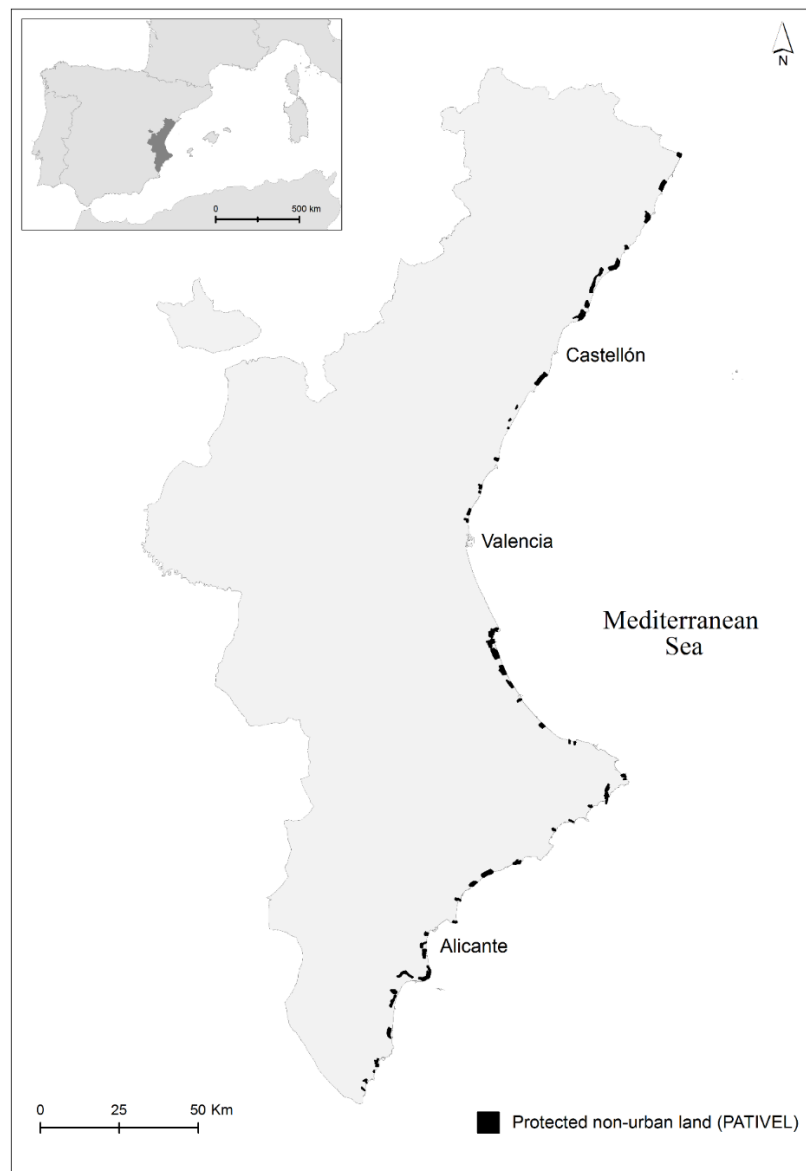 N
0 500 km
Castellón
Valencia
Mediterranean
Sea
Alicante
0 25 50 Km
Protected non-urban land (PATIVEL)